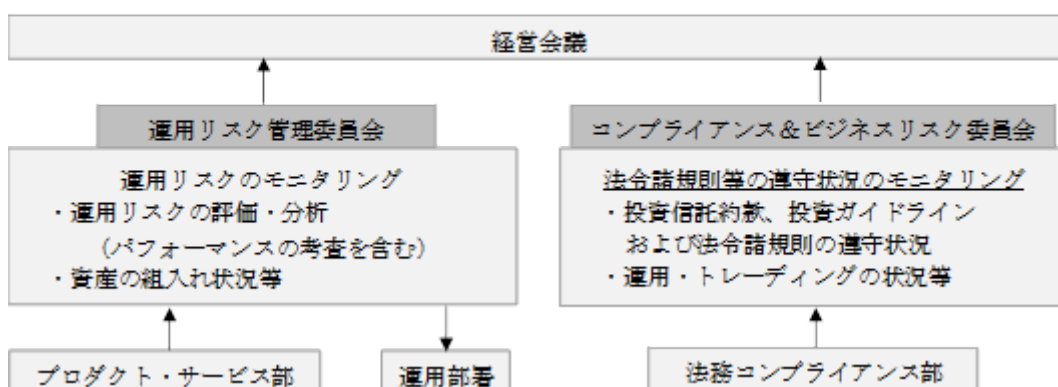 経営会議
運用リスク管理委員会
運用リスクのモニタリング
・運用リスクの評価・分析
（パフォーマンスの考査を含む）
・資産の組入れ状況等
コンプライアンス＆ビジネスリスク委員会
法令諸規則等の遵守状況のモニタリング
・投資信託約款、投資ガイドライン
および法令諸規則の遵守状況
・運用・トレーディングの状況等
プロダクト・サービス部
運用部署
法務コンプライアンス部